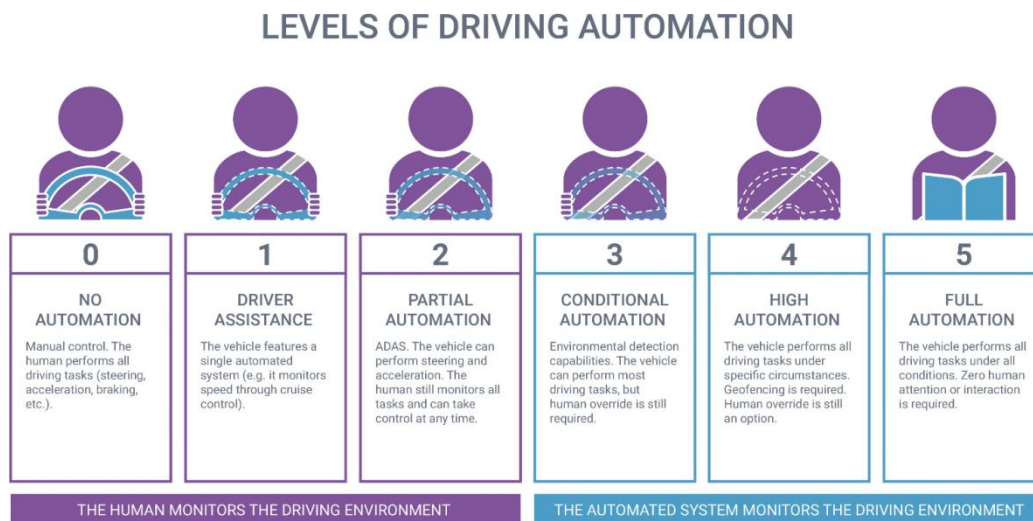 LEVELS OF DRIVING AUTOMATION
0
NO
AUTOMATION
Manual control. The
human performs all
driving tasks (steering,
acceleration, braking,
etc.).
1
DRIVER
ASSISTANCE
The vehicle features a
single automated
system (e.g. it monitors
speed through cruise
control).
2
PARTIAL
AUTOMATION
ADAS. The vehicle can
perform steering and
acceleration. The
human still monitors all
tasks and can take
control at any time.
3
CONDITIONAL
AUTOMATION
Environmental detection
capabilities. The vehicle
can perform most
driving tasks, but
human override is still
required.
4
HIGH
AUTOMATION
The vehicle performs all
driving tasks under
specific circumstances.
Geofencing is required.
Human override is still
an option.
5
FULL
AUTOMATION
The vehicle performs all
driving tasks under all
conditions. Zero human
attention or interaction
is required.
THE HUMAN MONITORS THE DRIVING ENVIRONMENT
THE AUTOMATED SYSTEM MONITORS THE DRIVING ENVIRONMENT